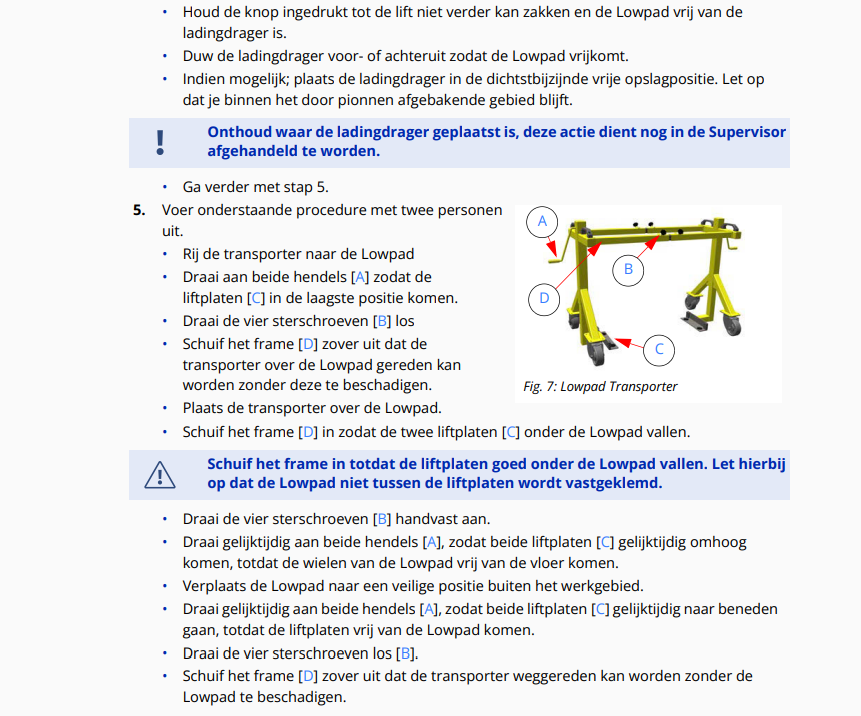 • Houd de knop ingedrukt tot de lift niet verder kan zakken en de Lowpad vrij van de
ladingdrager is.
• Duw de ladingdrager voor- of achteruit zodat de Lowpad vrijkomt.
• Indien mogelijk; plaats de ladingdrager in de dichtstbijzijnde vrije opslagpositie. Let op
dat je binnen het door pionnen afgebakende gebied blijft.
! Onthoud waar de ladingdrager geplaatst is, deze actie dient nog in de Supervisor
afgehandeld te worden.
• Ga verder met stap 5.
5. Voer onderstaande procedure met twee personen
uit.
• Rij de transporter naar de Lowpad
• Draai aan beide hendels [A] zodat de
liftplaten [C] in de laagste positie komen.
• Draai de vier sterschroeven [B] los
• Schuif het frame [D] zover uit dat de
transporter over de Lowpad gereden kan
worden zonder deze te beschadigen.
• Plaats de transporter over de Lowpad.
A
B
D
C
Fig. 7: Lowpad Transporter
• Schuif het frame [D] in zodat de twee liftplaten [C] onder de Lowpad vallen.
! Schuif het frame in totdat de liftplaten goed onder de Lowpad vallen. Let hierbij
op dat de Lowpad niet tussen de liftplaten wordt vastgeklemd.
• Draai de vier sterschroeven [B] handvast aan.
• Draai gelijktijdig aan beide hendels [A], zodat beide liftplaten [C] gelijktijdig omhoog
komen, totdat de wielen van de Lowpad vrij van de vloer komen.
• Verplaats de Lowpad naar een veilige positie buiten het werkgebied.
• Draai gelijktijdig aan beide hendels [A], zodat beide liftplaten [C] gelijktijdig naar beneden
gaan, totdat de liftplaten vrij van de Lowpad komen.
• Draai de vier sterschroeven los [B].
• Schuif het frame [D] zover uit dat de transporter weggereden kan worden zonder de
Lowpad te beschadigen.